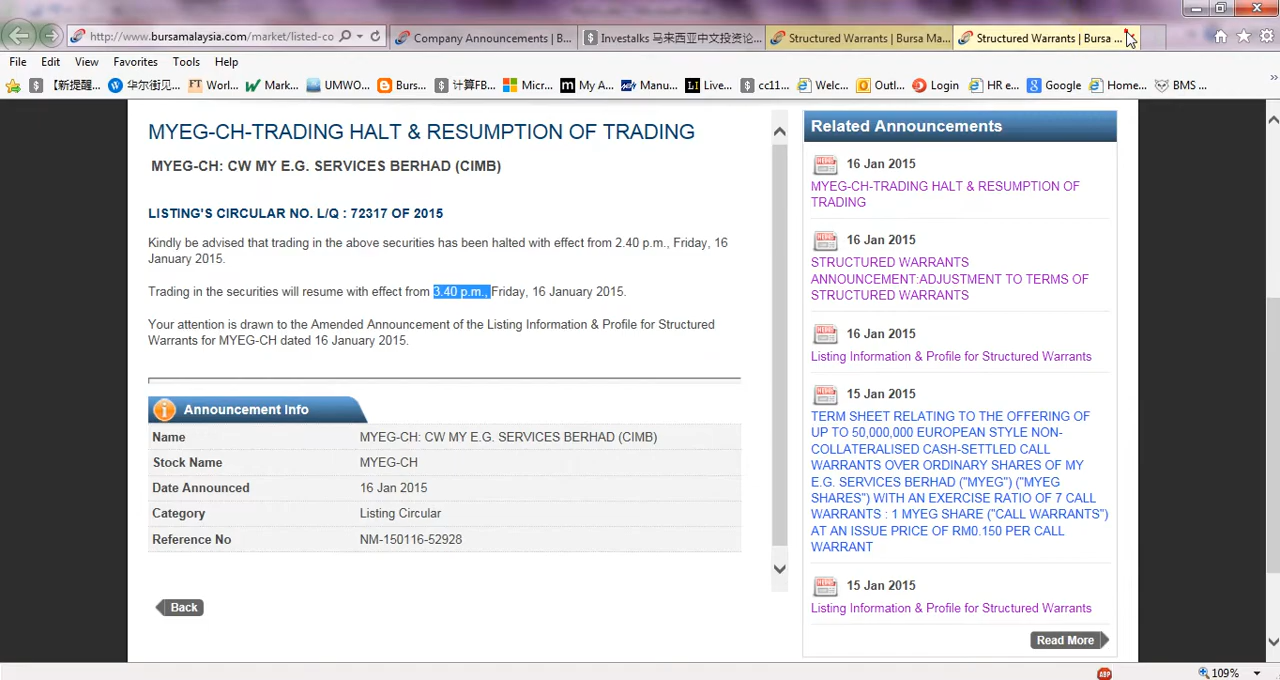 http://www.bursamalaysia.com/market/listed-co
Company Announcements | B...
Investalks 马来西亚中文投资论...
Structured Warrants | Bursa Ma...
Structured Warrants | Bursa ...
File Edit View Favorites Tools Help
【新提醒... 华尔街见... FT Worl... Mark... UMWO... Burs... 计算FB... Micr... m My A... Manu... LI Live... cc11... Welc... Outl... Login HR e... Google Home... BMS ...
MYEG-CH-TRADING HALT & RESUMPTION OF TRADING
MYEG-CH: CW MY E.G. SERVICES BERHAD (CIMB)
LISTING'S CIRCULAR NO. L/Q : 72317 OF 2015
Kindly be advised that trading in the above securities has been halted with effect from 2.40 p.m., Friday, 16
January 2015.
Trading in the securities will resume with effect from 3.40 p.m., Friday, 16 January 2015.
Your attention is drawn to the Amended Announcement of the Listing Information & Profile for Structured
Warrants for MYEG-CH dated 16 January 2015.
Announcement Info
Name MYEG-CH: CW MY E.G. SERVICES BERHAD (CIMB)
Stock Name MYEG-CH
Date Announced 16 Jan 2015
Category Listing Circular
Reference No NM-150116-52928
Back
Related Announcements
16 Jan 2015
MYEG-CH-TRADING HALT & RESUMPTION OF
TRADING
16 Jan 2015
STRUCTURED WARRANTS
ANNOUNCEMENT:ADJUSTMENT TO TERMS OF
STRUCTURED WARRANTS
16 Jan 2015
Listing Information & Profile for Structured Warrants
15 Jan 2015
TERM SHEET RELATING TO THE OFFERING OF
UP TO 50,000,000 EUROPEAN STYLE NON-
COLLATERALISED CASH-SETTLED CALL
WARRANTS OVER ORDINARY SHARES OF MY
E.G. SERVICES BERHAD ("MYEG") ("MYEG
SHARES") WITH AN EXERCISE RATIO OF 7 CALL
WARRANTS : 1 MYEG SHARE ("CALL WARRANTS")
AT AN ISSUE PRICE OF RM0.150 PER CALL
WARRANT
15 Jan 2015
Listing Information & Profile for Structured Warrants
Read More
ABP
109%